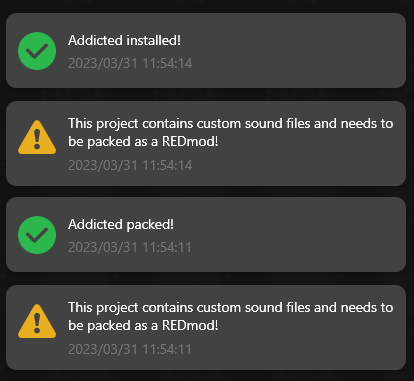 Addicted installed!
2023/03/31 11:54:14
This project contains custom sound files and needs to
be packed as a REDmod!
2023/03/31 11:54:14
Addicted packed!
2023/03/31 11:54:11
This project contains custom sound files and needs to
be packed as a REDmod!
2023/03/31 11:54:11